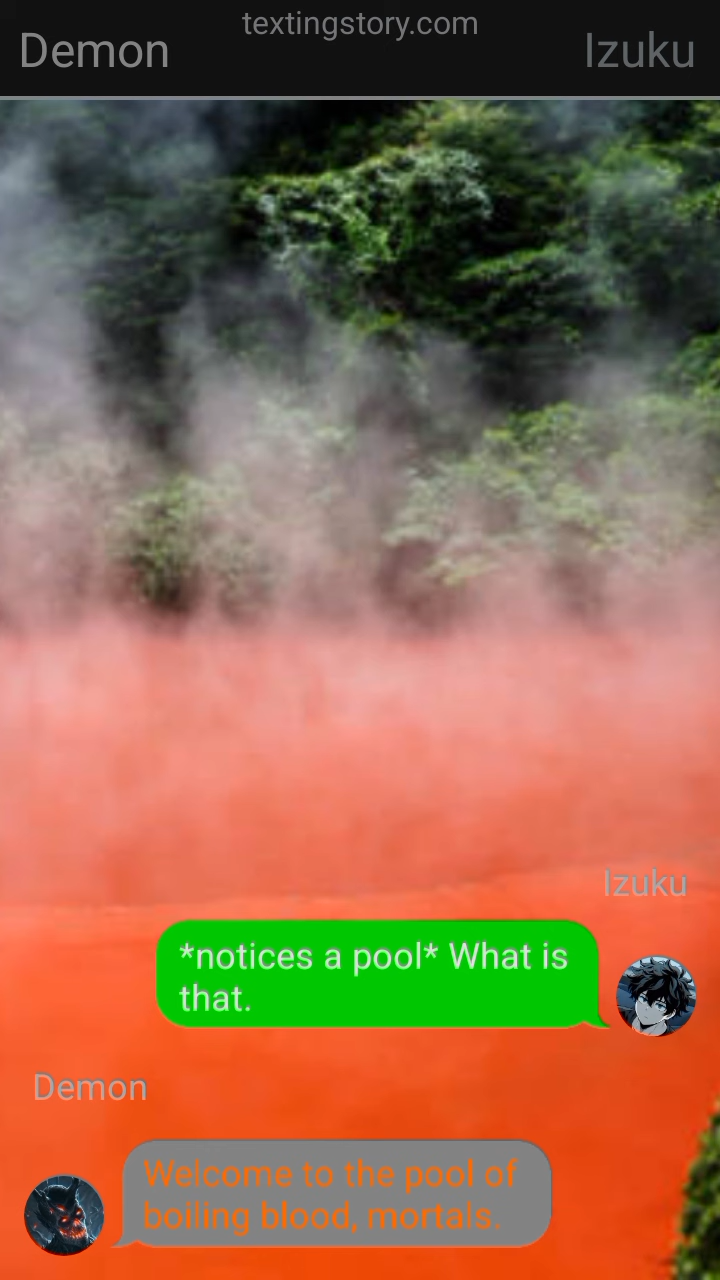 textingstory.com
Demon
Izuku
Izuku
*notices a pool* What is
that.
Demon
Welcome to the pool of
boiling blood, mortals.